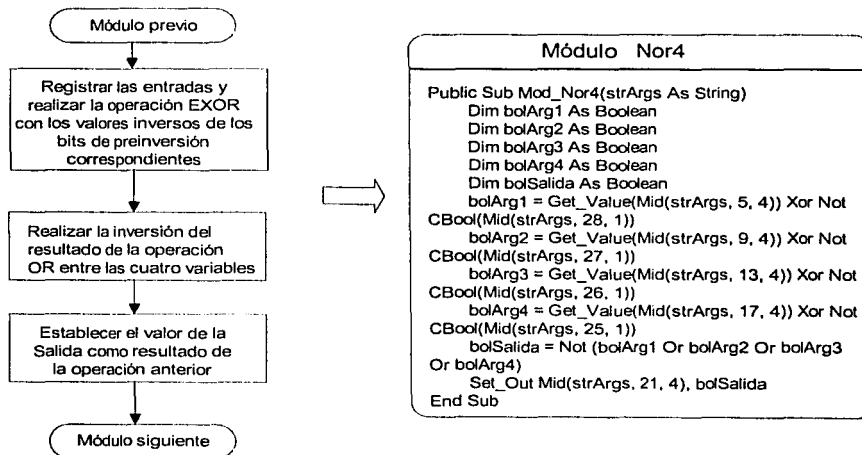 Módulo previo
Registrar las entradas y
realizar la operación EXOR
con los valores inversos de los
bits de preinversión
correspondientes
Realizar la inversión del
resultado de la operación
OR entre las cuatro variables
Establecer el valor de la
Salida como resultado de
la operación anterior
Módulo siguiente
Módulo Nor4
Public Sub Mod_Nor4(strArgs As String)
Dim bolArg1 As Boolean
Dim bolArg2 As Boolean
Dim bolArg3 As Boolean
Dim bolArg4 As Boolean
Dim bolSalida As Boolean
bolArg1 = Get_Value(Mid(strArgs, 5, 4)) Xor Not
CBool(Mid(strArgs, 28, 1))
bolArg2 = Get_Value(Mid(strArgs, 9, 4)) Xor Not
CBool(Mid(strArgs, 27, 1))
bolArg3 = Get_Value(Mid(strArgs, 13, 4)) Xor Not
CBool(Mid(strArgs, 26, 1))
bolArg4 = Get_Value(Mid(strArgs, 17, 4)) Xor Not
CBool(Mid(strArgs, 25, 1))
bolSalida = Not (bolArg1 Or bolArg2 Or bolArg3
Or bolArg4)
Set_Out Mid(strArgs, 21, 4), bolSalida
End Sub